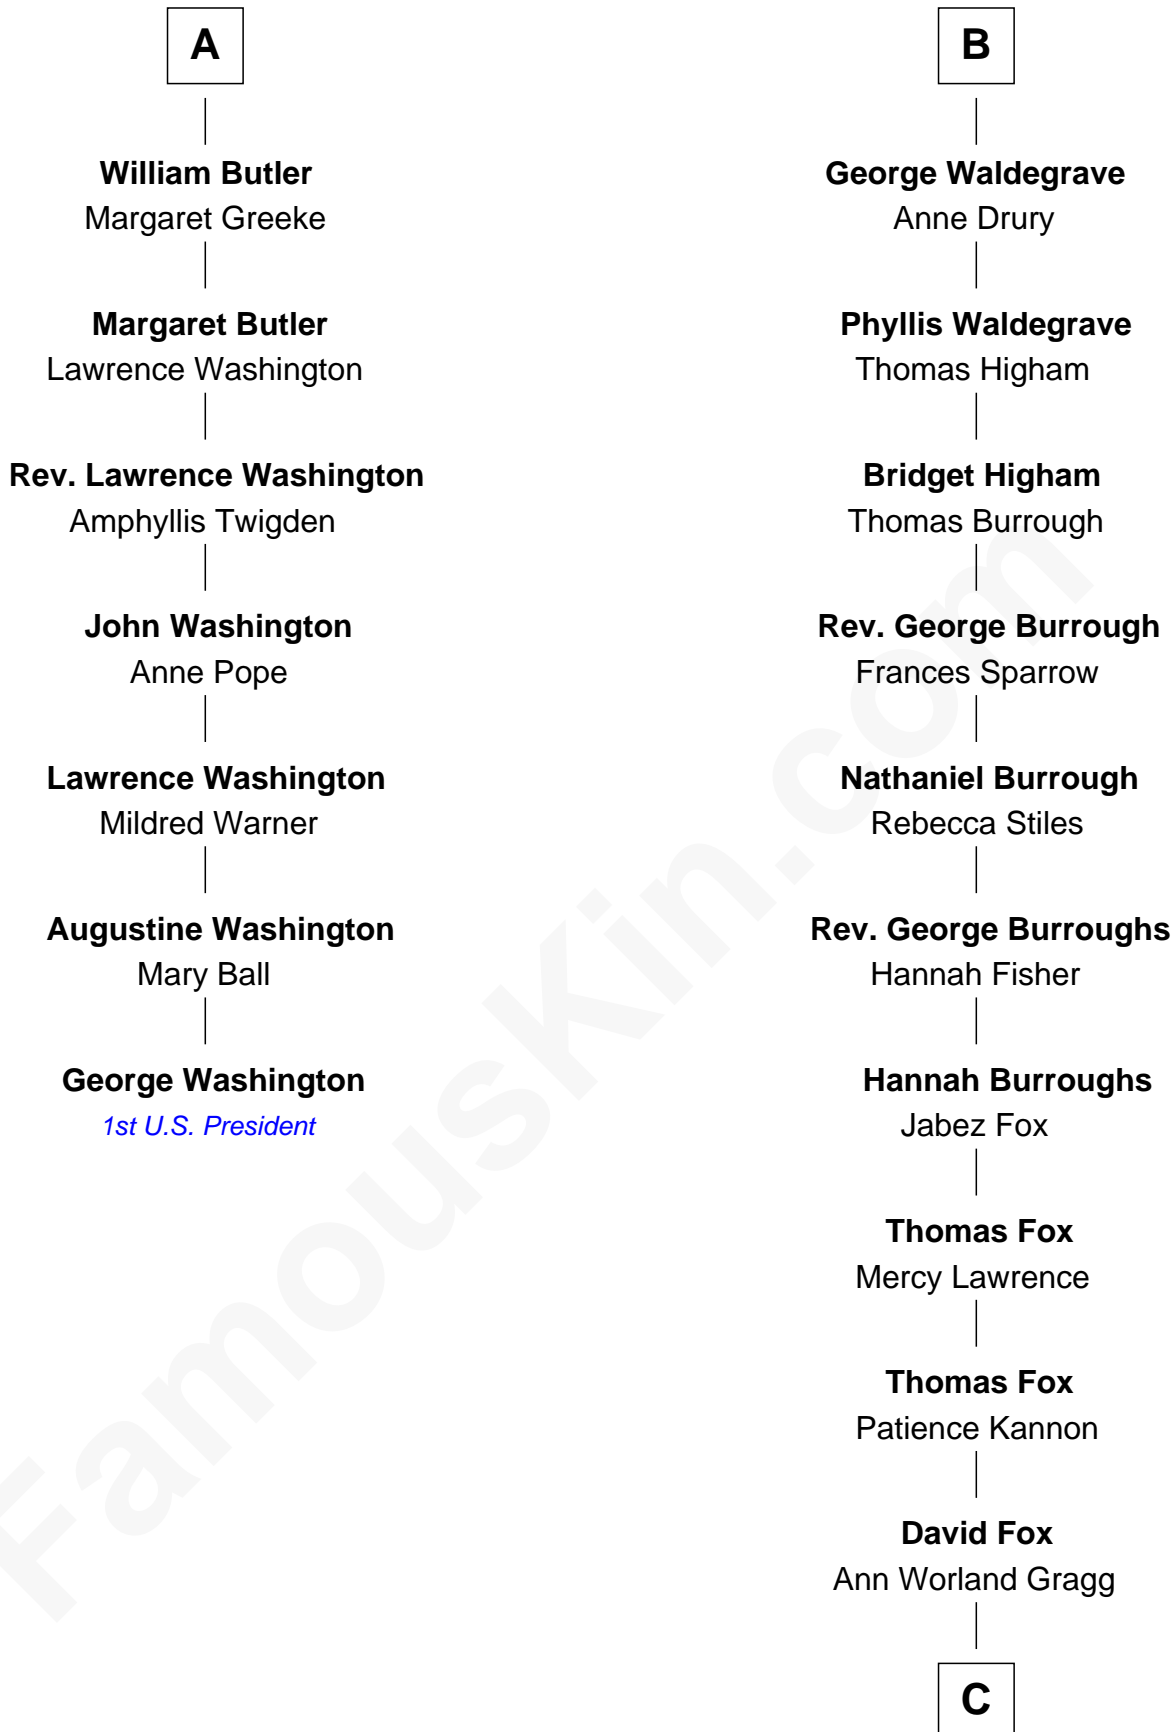 A
William Butler
Margaret Greeke
Margaret Butler
Lawrence Washington
Rev. Lawrence Washington
Amphyllis Twigden
John Washington
Anne Pope
Lawrence Washington
Mildred Warner
Augustine Washington
Mary Ball
George Washington
1st U.S. President
B
George Waldegrave
Anne Drury
Phyllis Waldegrave
Thomas Higham
Bridget Higham
Thomas Burrough
Rev. George Burrough
Frances Sparrow
Nathaniel Burrough
Rebecca Stiles
Rev. George Burroughs
Hannah Fisher
Hannah Burroughs
Jabez Fox
Thomas Fox
Mercy Lawrence
Thomas Fox
Patience Kannon
David Fox
Ann Worland Gragg
C
FamousKin.com